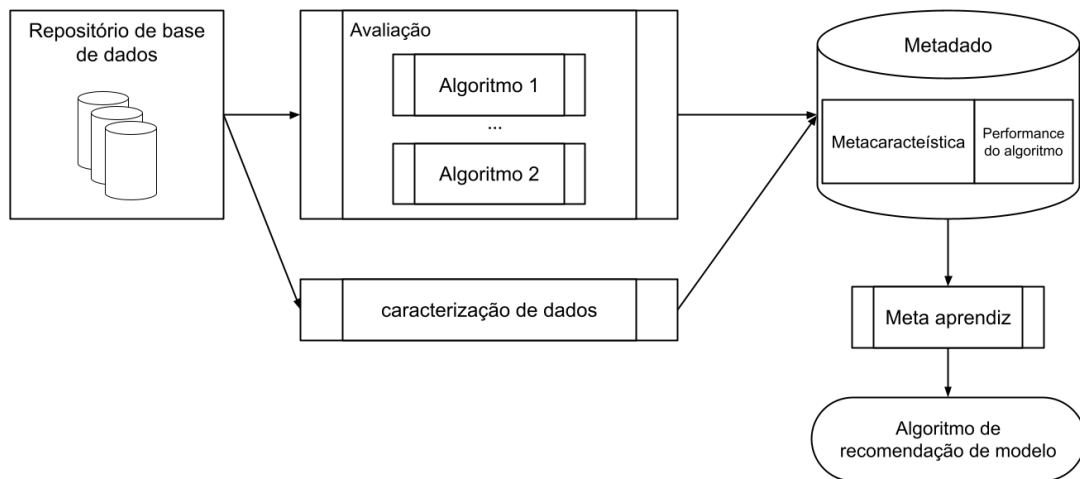 Repositório de base
de dados
Avaliação
Algoritmo 1
...
Algoritmo 2
caracterização de dados
Metadado
Metacaracteística
Performance
do algoritmo
Meta aprendiz
Algoritmo de
recomendação de modelo